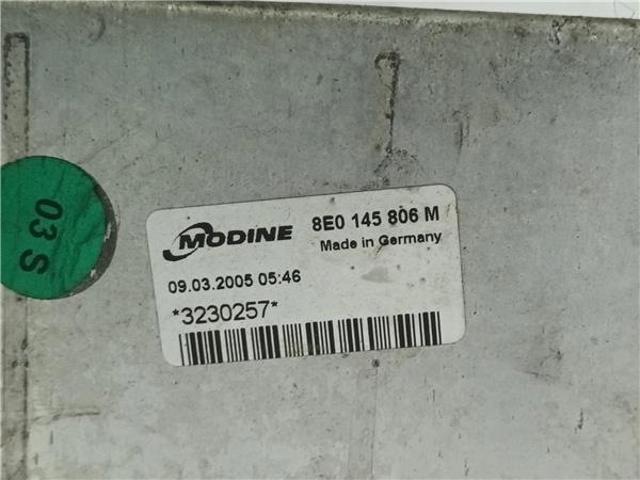 03 S
MODINE
8E0 145 806 M
Made in Germany
09.03.2005 05:46
*3230257*